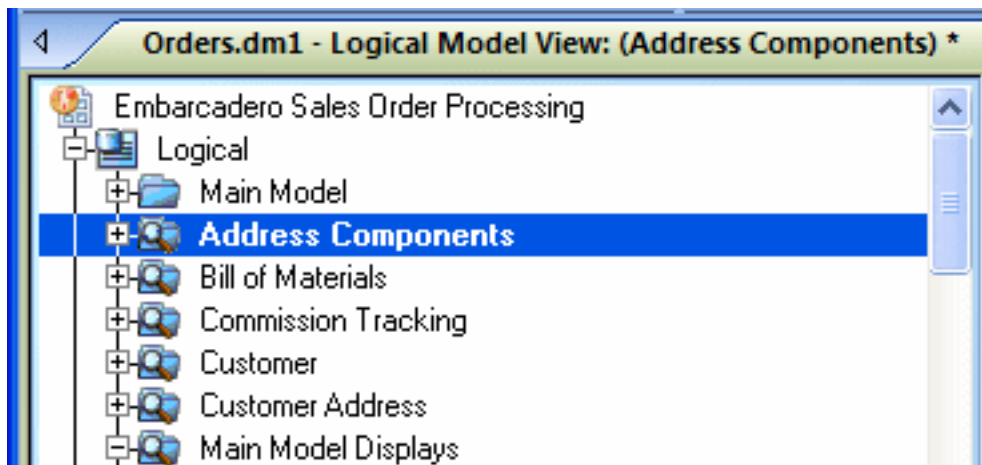 Orders.dm1 - Logical Model View: (Address Components) *
Embarcadero Sales Order Processing
Logical
Main Model
Address Components
Bill of Materials
Commission Tracking
Customer
Customer Address
Main Model Displays